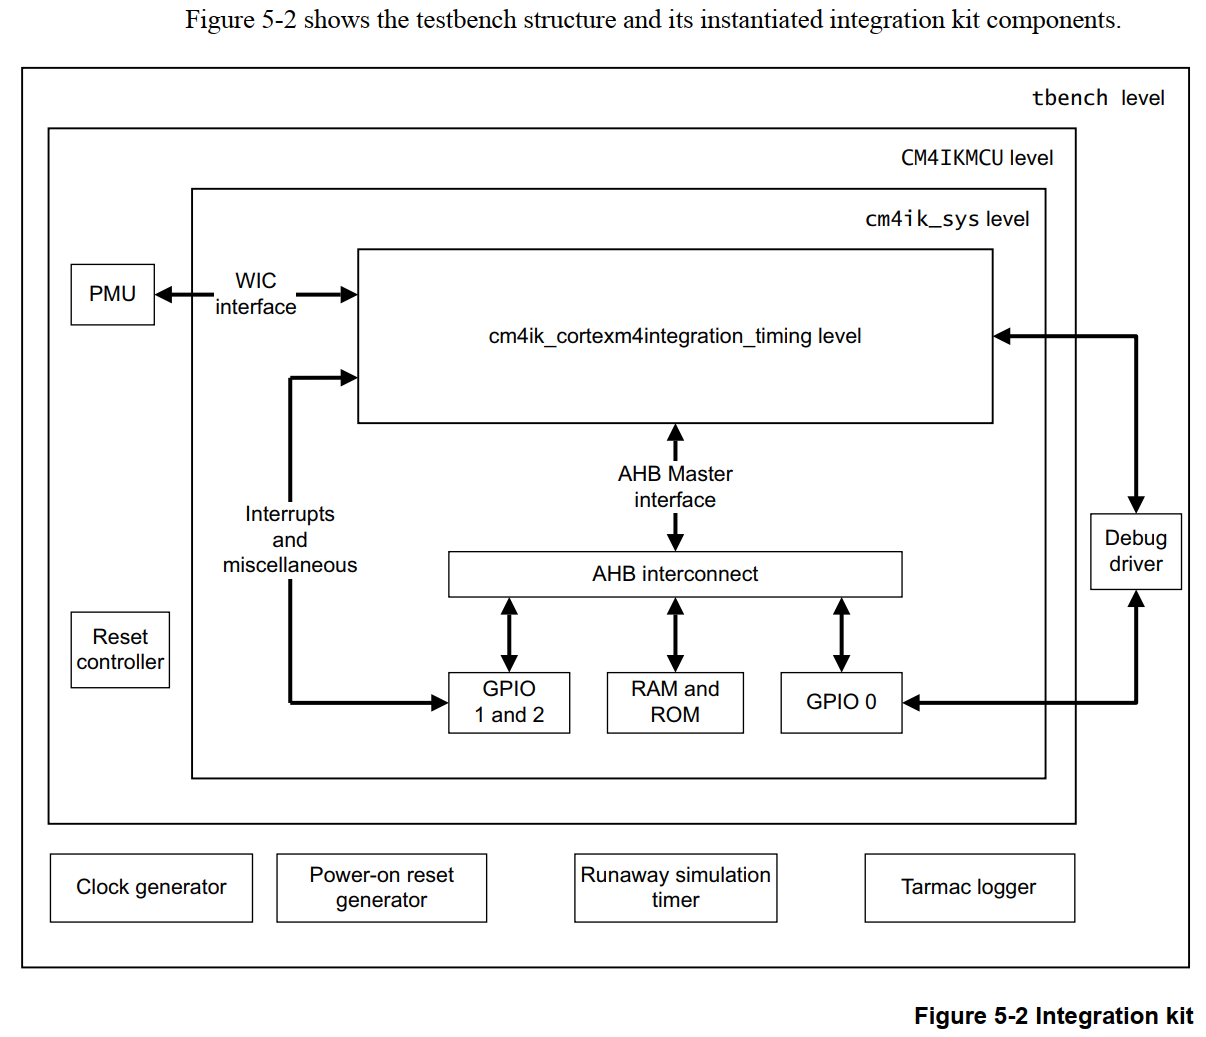 Figure 5-2 shows the testbench structure and its instantiated integration kit components.
tbench level
CM4IKMCU level
cm4ik_sys level
PMU
WIC
interface
cm4ik_cortexm4integration_timing level
AHB Master
interface
Interrupts
and
miscellaneous
Debug
driver
AHB interconnect
Reset
controller
GPIO
1 and 2
RAM and
ROM
GPIO 0
Clock generator
Power-on reset
generator
Runaway simulation
timer
Tarmac logger
Figure 5-2 Integration kit